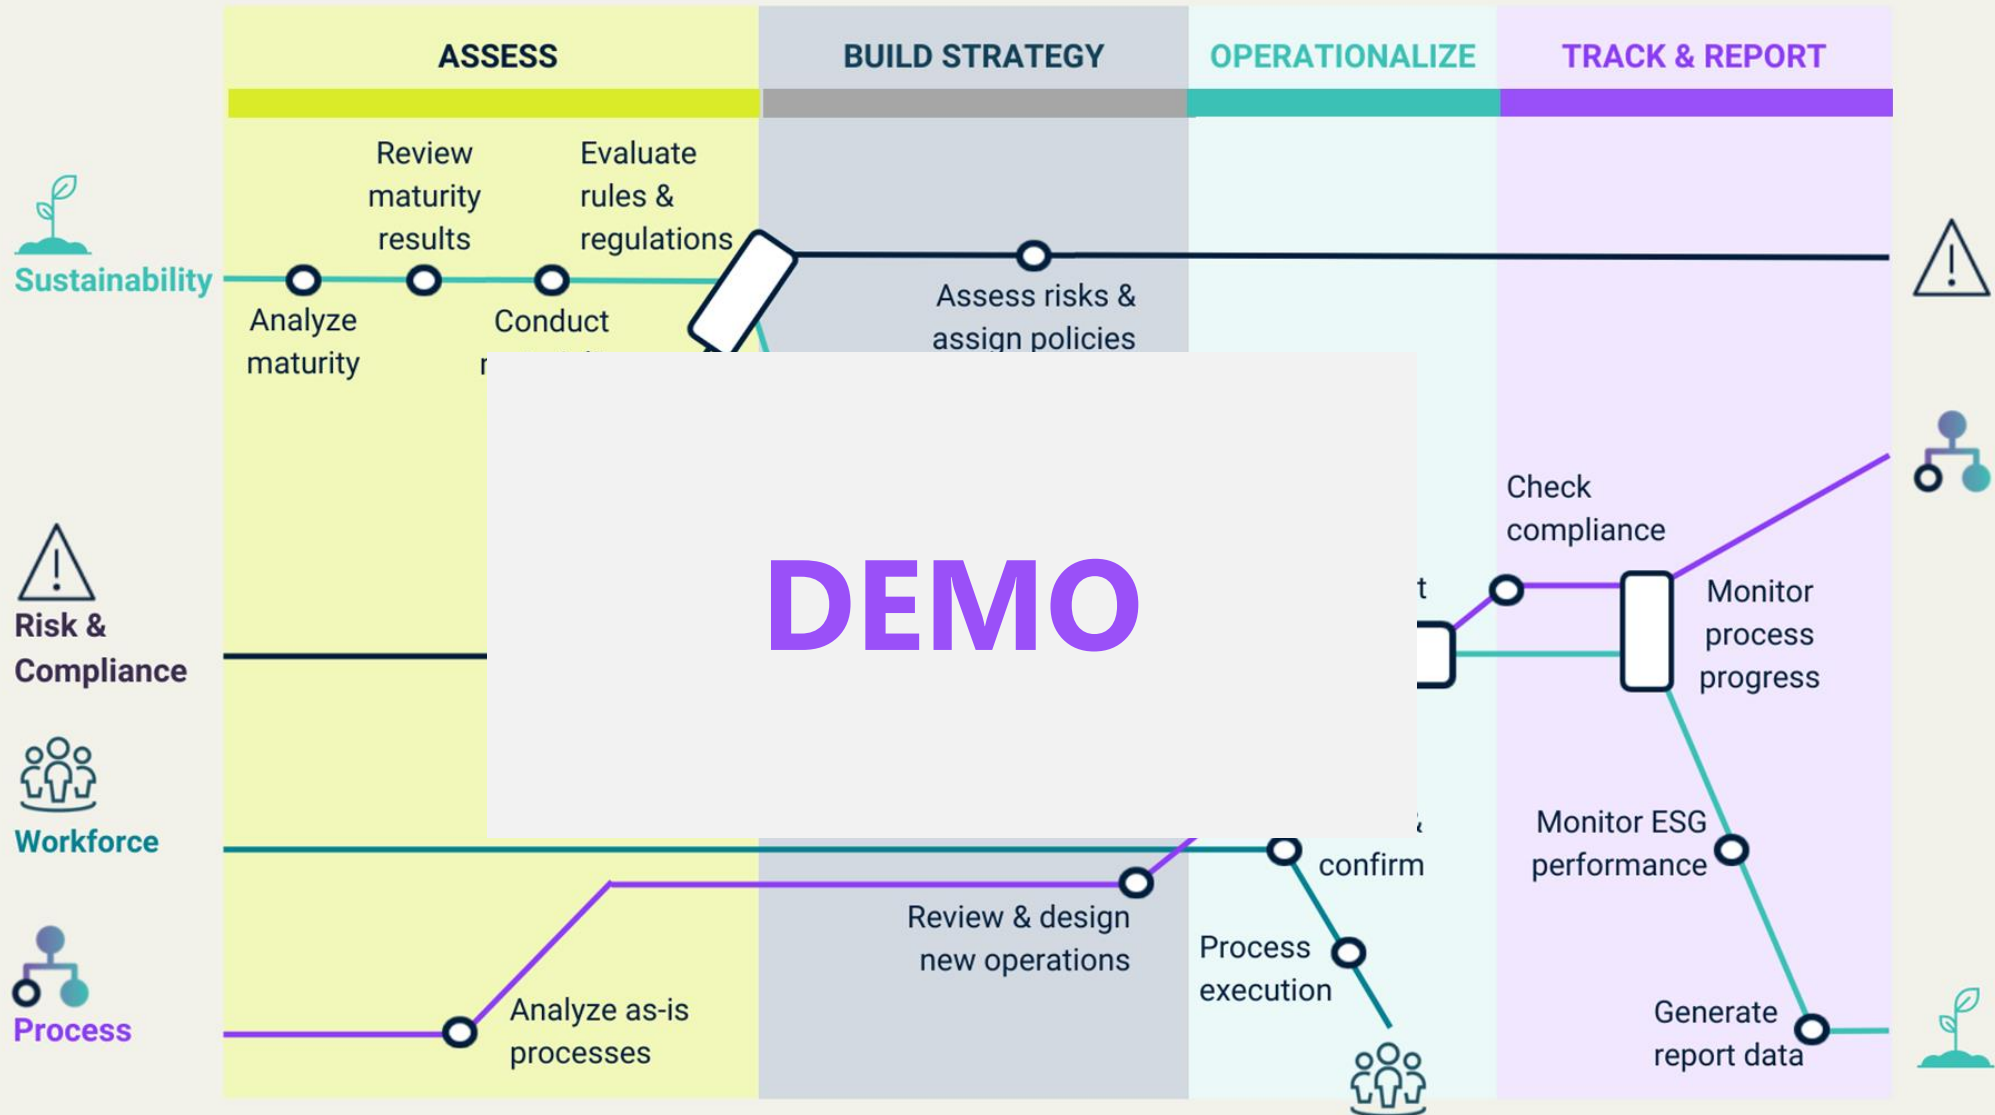 ASSESS
BUILD STRATEGY
OPERATIONALIZE
TRACK & REPORT
Review
maturity
results
Evaluate
rules &
regulations
Sustainability
Analyze
maturity
Conduct
Assess risks &
assign policies
DEMO
Check
compliance
Risk &
Compliance
Monitor
process
progress
Workforce
confirm
Monitor ESG
performance
Review & design
new operations
Process
execution
Process
Analyze as-is
processes
Generate
report data